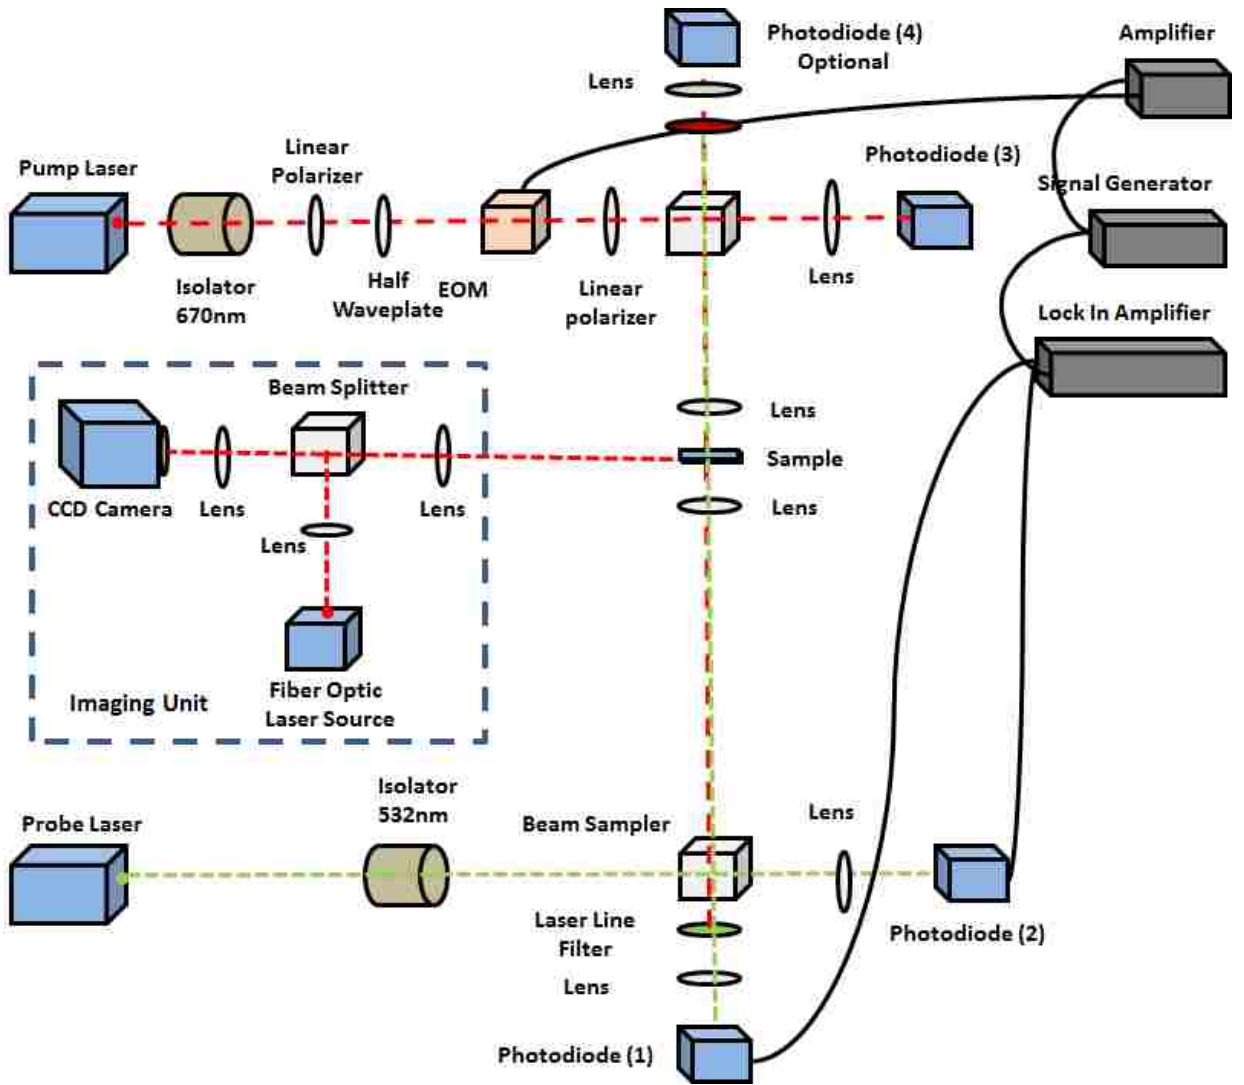 Photodiode (4)
Optional
Amplifier
Lens
Linear
Polarizer
Photodiode (3)
Pump Laser
Signal Generator
Isolator
670nm
Half
Waveplate
EOM
Linear
polarizer
Lens
Lock In Amplifier
Beam Splitter
Lens
Sample
CCD Camera
Lens
Lens
Lens
Lens
Fiber Optic
Laser Source
Imaging Unit
Isolator
532nm
Probe Laser
Beam Sampler
Lens
Laser Line
Filter
Photodiode (2)
Lens
Photodiode (1)